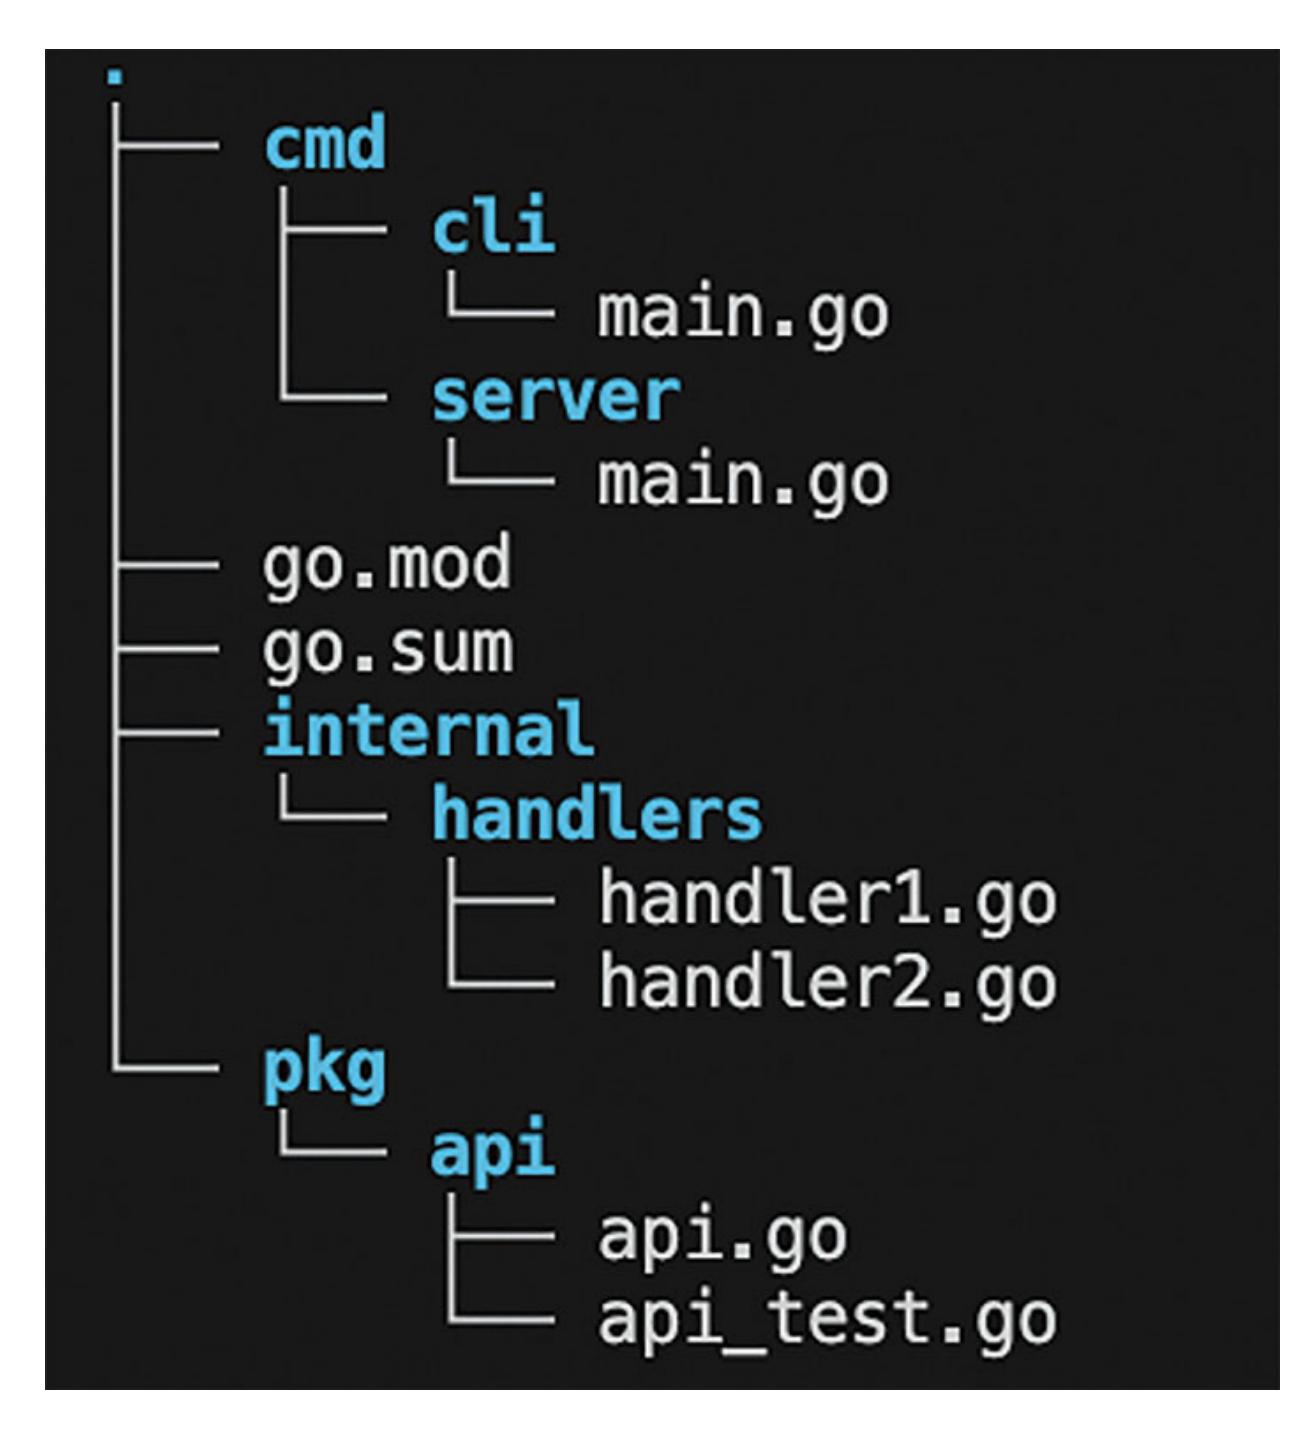 .
cmd
cli
main.go
server
main.go
go.mod
go.sum
internal
handlers
handler1.go
handler2.go
pkg
api
api.go
api_test.go